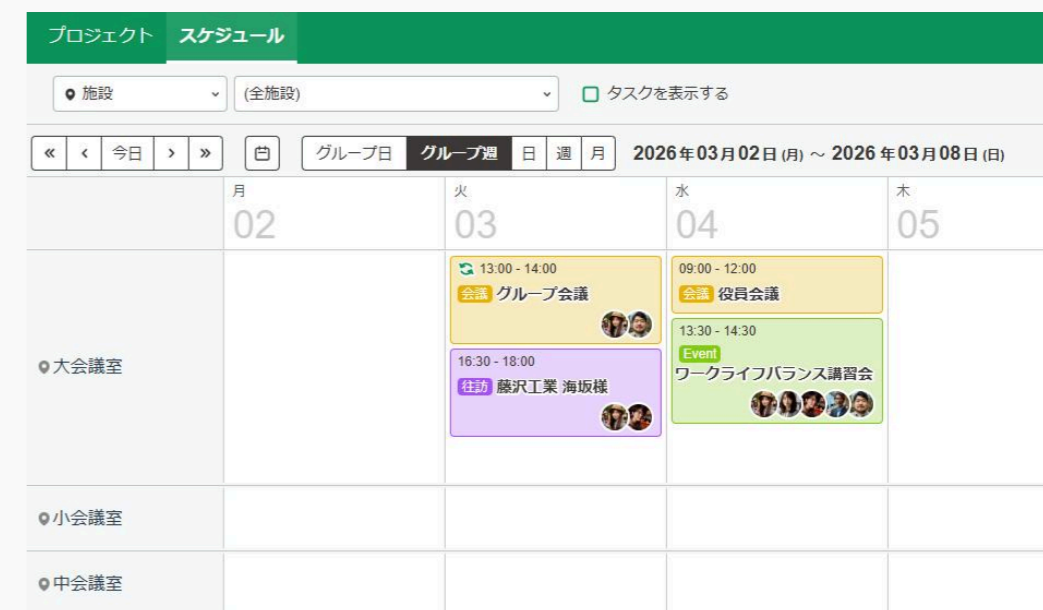 プロジェクト スケジュール
施設 (全施設) タスクを表示する
« ‹ 今日 › » グループ日 グループ週 日 週 月 2026年03月02日(月) ～ 2026年03月08日(日)
月 火 水 木
02 03 04 05
大会議室
13:00 - 14:00
会議 グループ会議
16:30 - 18:00
往訪 藤沢工業 海坂様
09:00 - 12:00
会議 役員会議
13:30 - 14:30
Event
ワークライフバランス講習会
小会議室
中会議室